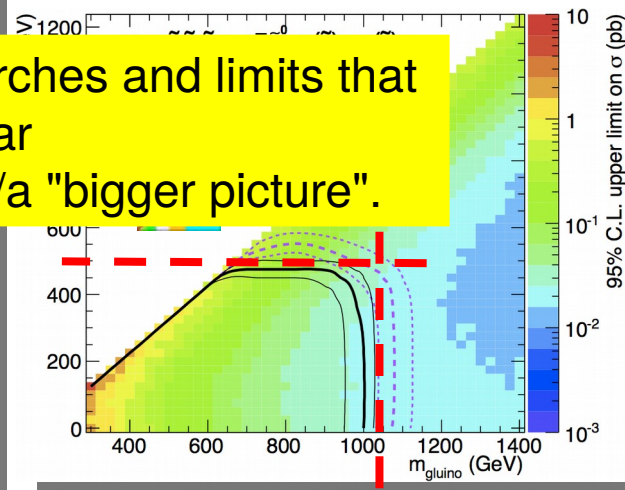 1200
rches and limits that
ar
/a "bigger picture".
600
400
200
0
400 600 800 1000 1200 1400
m gluino (GeV)
10
1
10-1
10-2
10-3
95% C.L. upper limit on σ (pb)